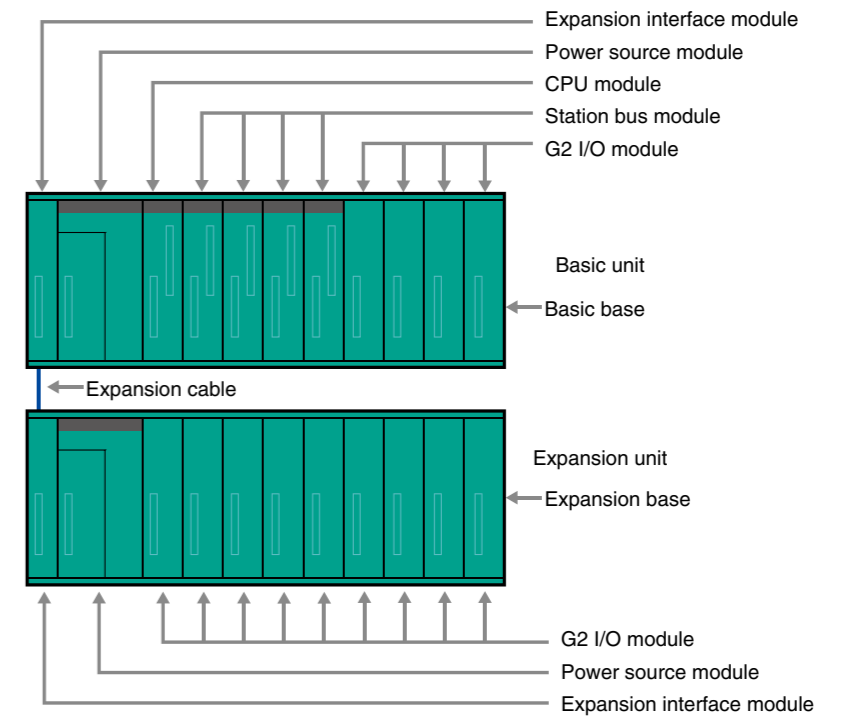 Expansion interface module
Power source module
CPU module
Station bus module
G2 I/O module
Basic unit
Basic base
Expansion cable
Expansion unit
Expansion base
G2 I/O module
Power source module
Expansion interface module